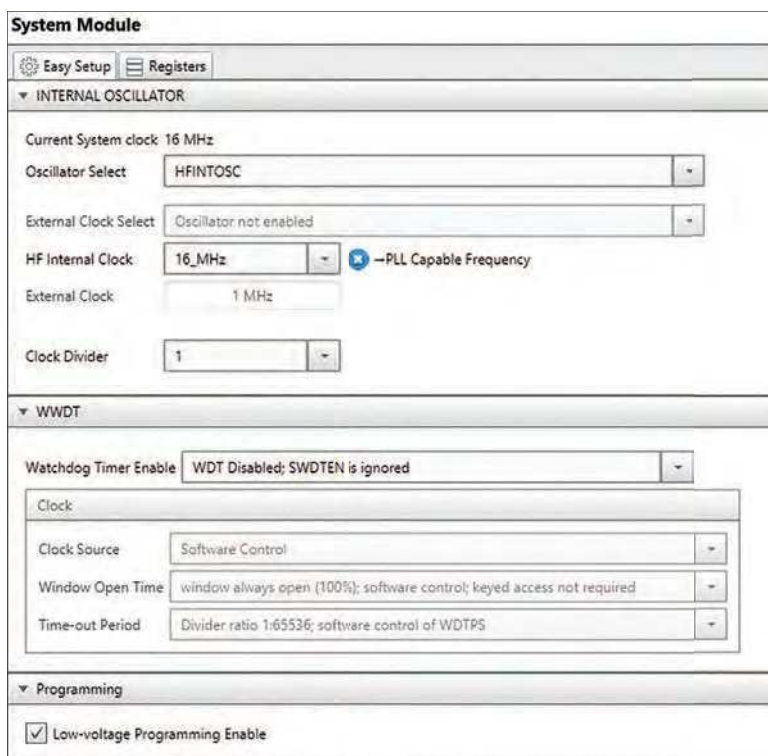 System Module
Easy Setup Registers
INTERNAL OSCILLATOR
Current System clock 16 MHz
Oscillator Select HFINTOSC
External Clock Select Oscillator not enabled
HF Internal Clock 16_MHz →PLL Capable Frequency
External Clock 1 MHz
Clock Divider 1
WWDT
Watchdog Timer Enable WDT Disabled; SWDTEN is ignored
Clock
Clock Source Software Control
Window Open Time window always open (100%); software control; keyed access not required
Time-out Period Divider ratio 1:65536; software control of WDTPS
Programming
Low-voltage Programming Enable